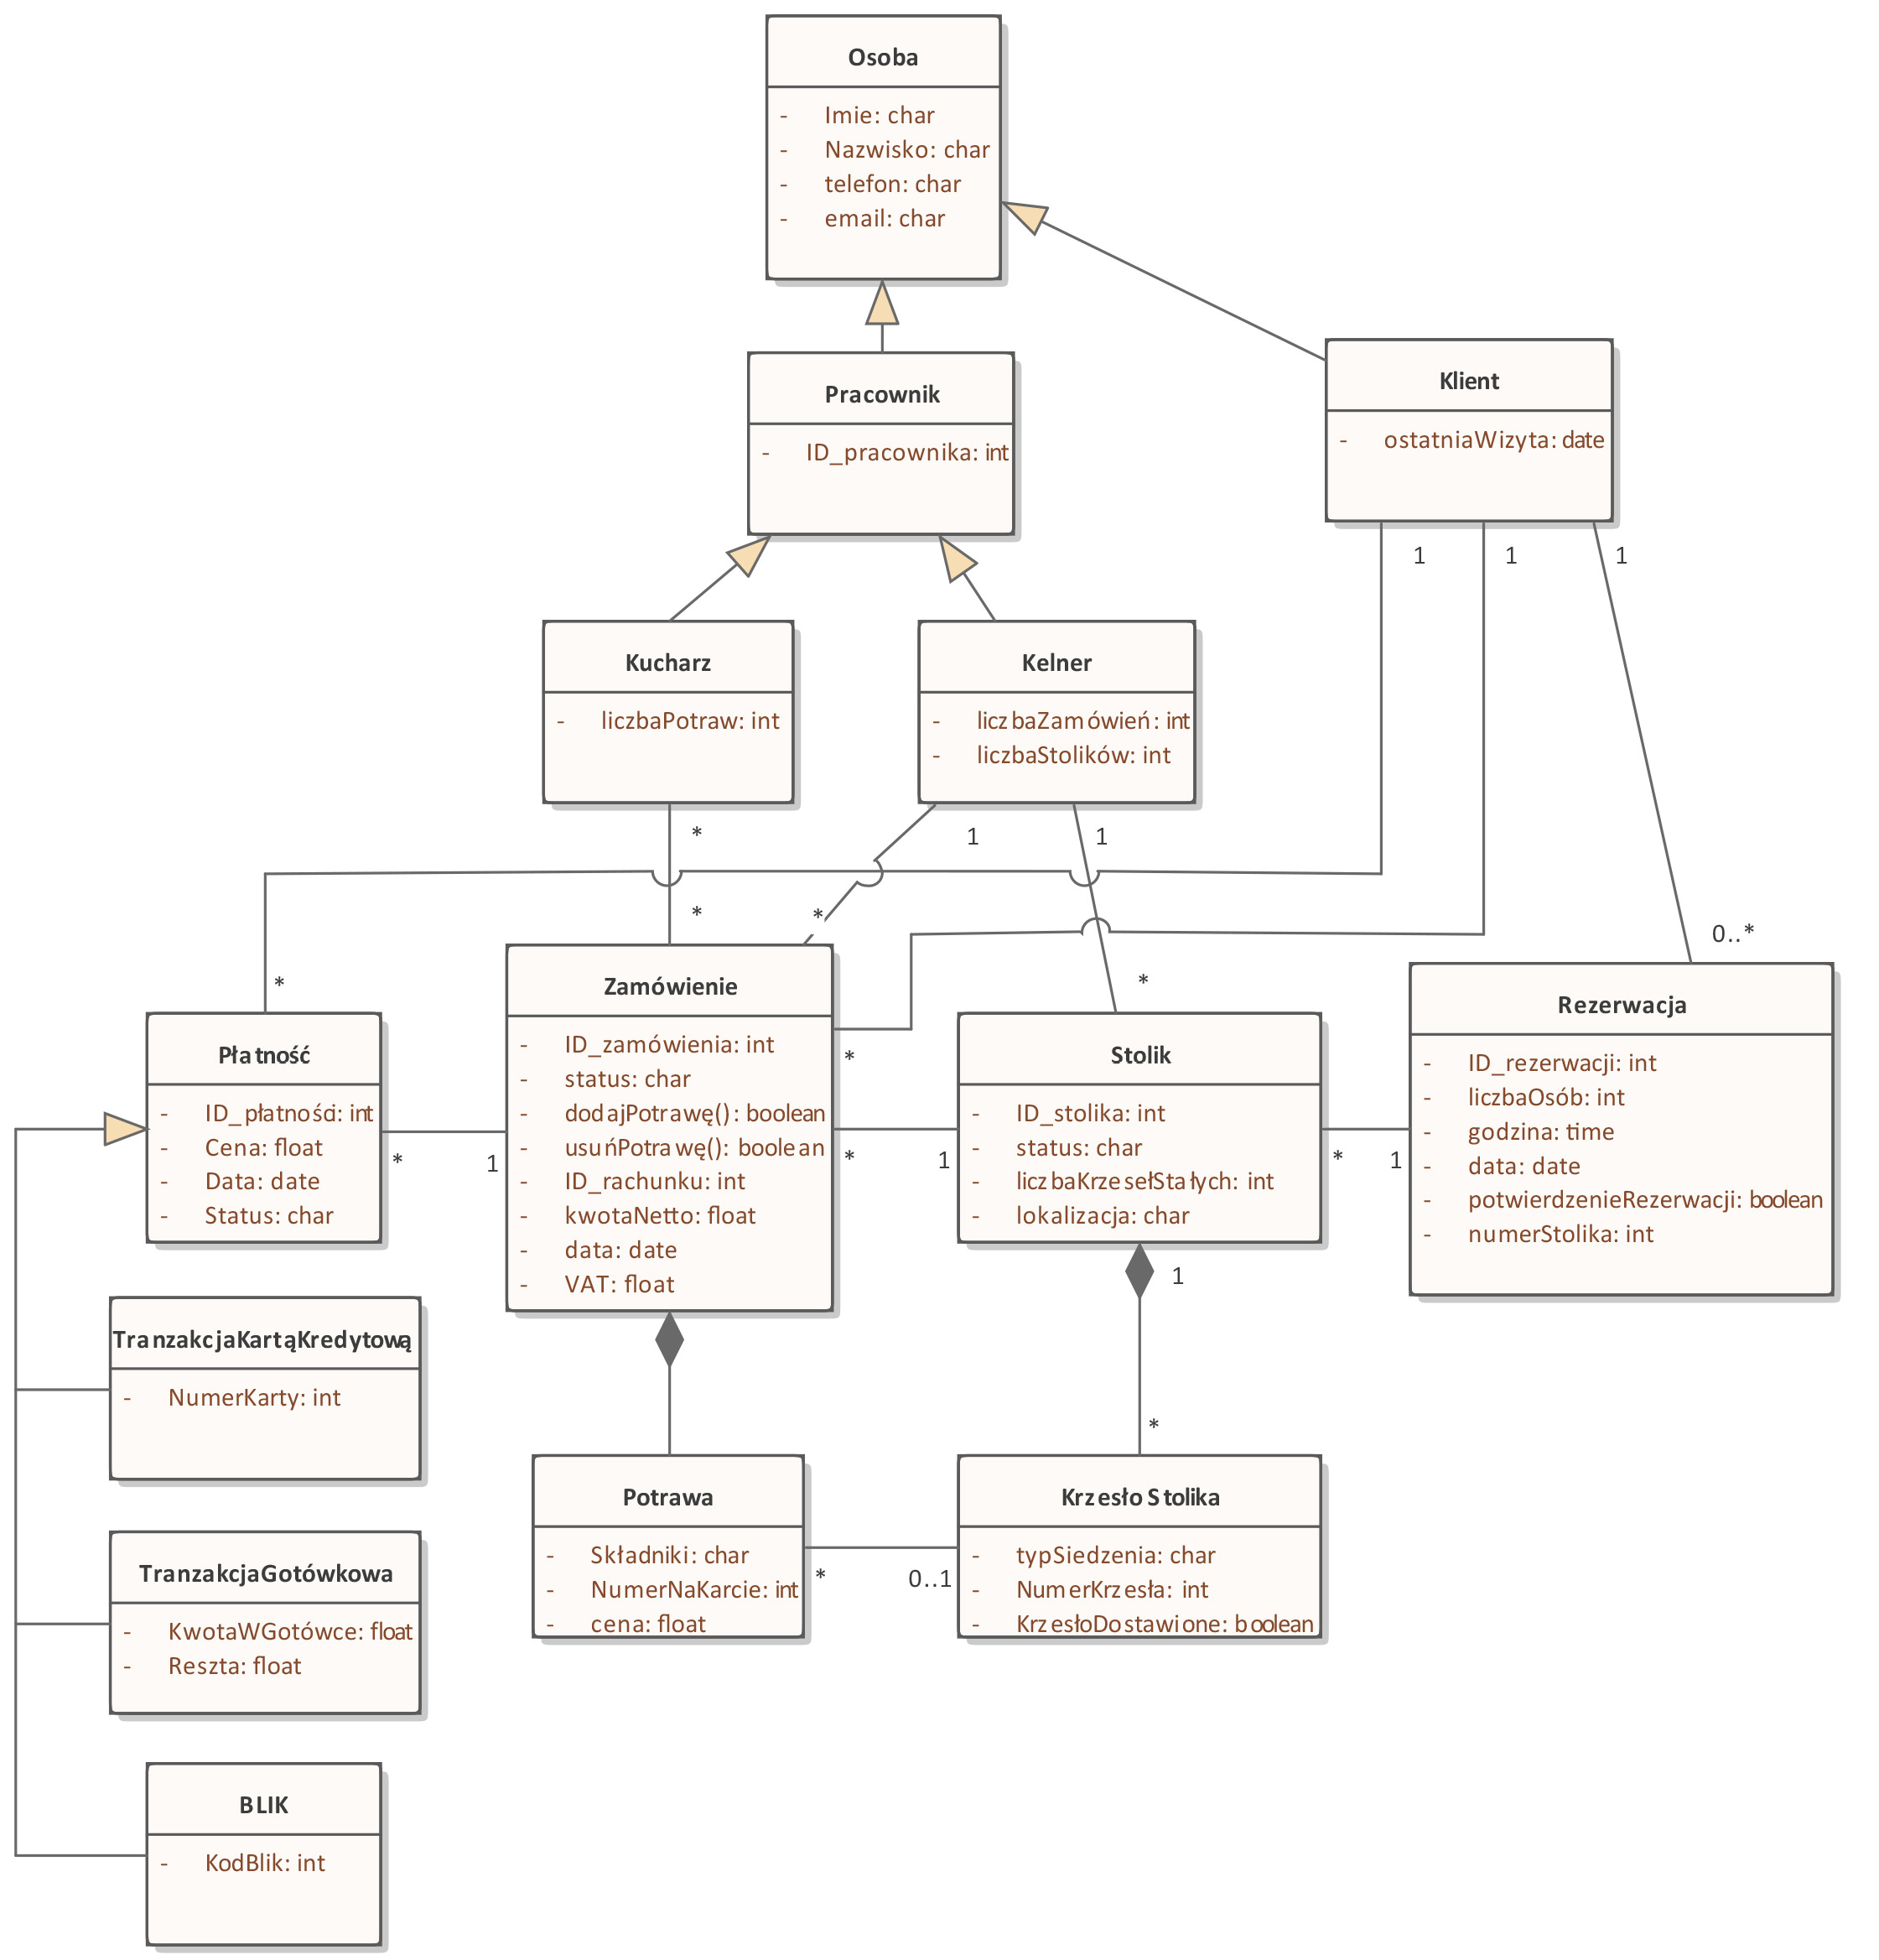 Osoba
- Imie: char
- Nazwisko: char
- telefon: char
- email: char
Pracownik
- ID_pracownika: int
Klient
- ostatniaWizyta: date
1
1
1
Kucharz
- liczbaPotraw: int
Kelner
- liczbaZamówień: int
- liczbaStolików: int
*
1
1
*
*
*
*
0..*
Płatność
- ID_płatności: int
- Cena: float
- Data: date
- Status: char
*
1
Zamówienie
- ID_zamówienia: int
- status: char
- dodajPotrawę(): boolean
- usuńPotrawę(): boolean
- ID_rachunku: int
- kwotaNetto: float
- data: date
- VAT: float
*
*
1
Stolik
- ID_stolika: int
- status: char
- liczbaKrzesełStałych: int
- lokalizacja: char
*
1
Rezerwacja
- ID_rezerwacji: int
- liczbaOsób: int
- godzina: time
- data: date
- potwierdzenieRezerwacji: boolean
- numerStolika: int
1
*
TranzakcjaKartąKredytową
- NumerKarty: int
Potrawa
- Składniki: char
- NumerNaKarcie: int
- cena: float
*
0..1
Krzesło Stolika
- typSiedzenia: char
- NumerKrzesła: int
- KrzesłoDostawione: boolean
TranzakcjaGotówkowa
- KwotaWGotówce: float
- Reszta: float
BLIK
- KodBlik: int